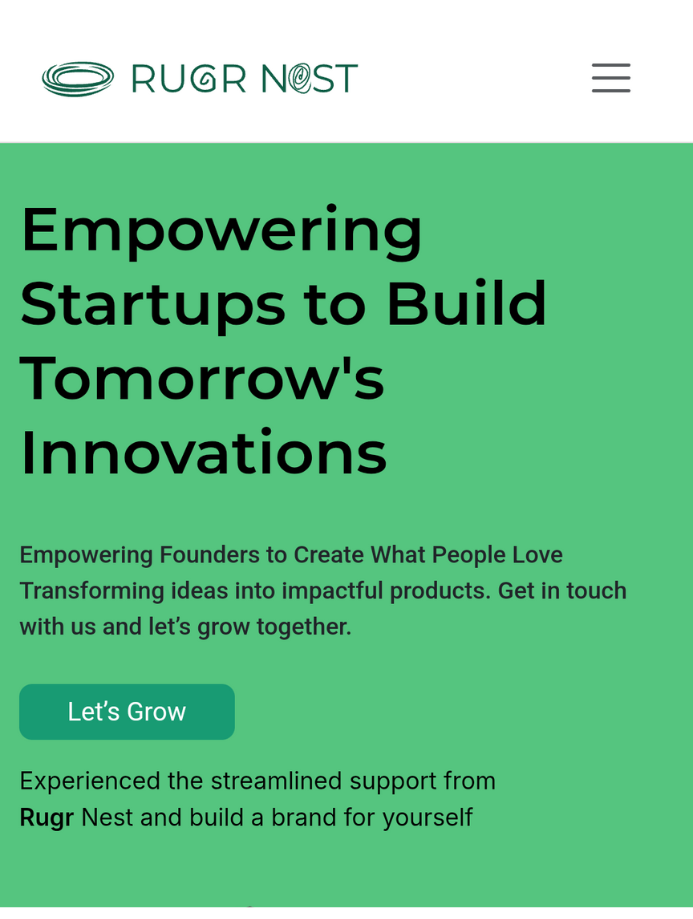 RUGR NEST
Empowering
Startups to Build
Tomorrow's
Innovations
Empowering Founders to Create What People Love
Transforming ideas into impactful products. Get in touch
with us and let’s grow together.
Let’s Grow
Experienced the streamlined support from
Rugr Nest and build a brand for yourself